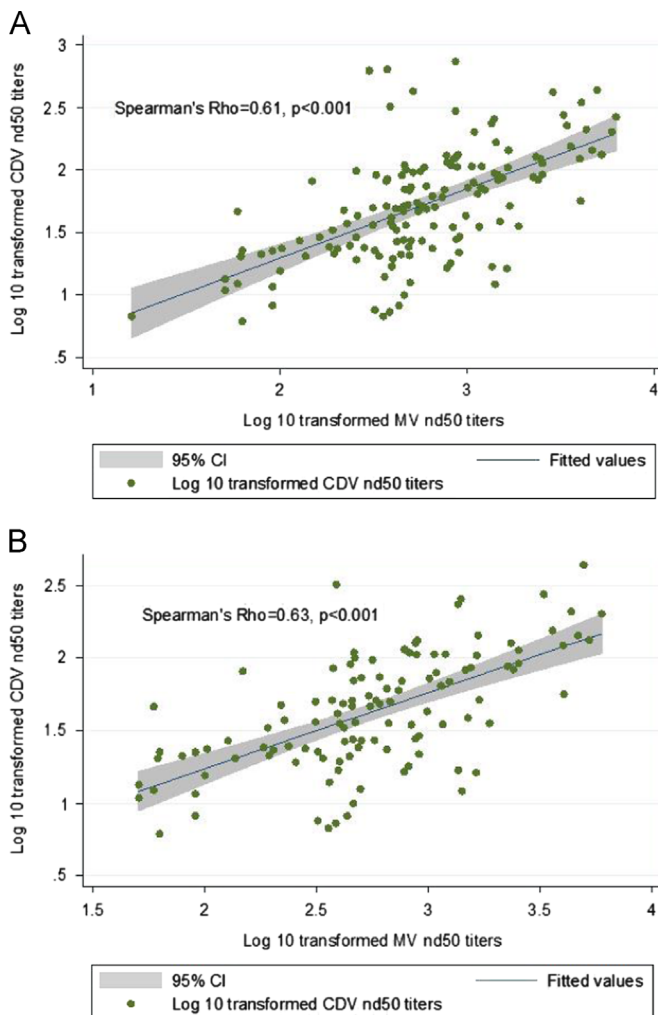 A
Log 10 transformed CDV nd50 titers
3
2.5
2
1.5
1
.5
Spearman's Rho=0.61, p<0.001
1 2 3 4
Log 10 transformed MV nd50 titers
95% CI Fitted values
Log 10 transformed CDV nd50 titers
B
Log 10 transformed CDV nd50 titers
2.5
2
1.5
1
.5
Spearman's Rho=0.63, p<0.001
1.5 2 2.5 3 3.5 4
Log 10 transformed MV nd50 titers
95% CI Fitted values
Log 10 transformed CDV nd50 titers